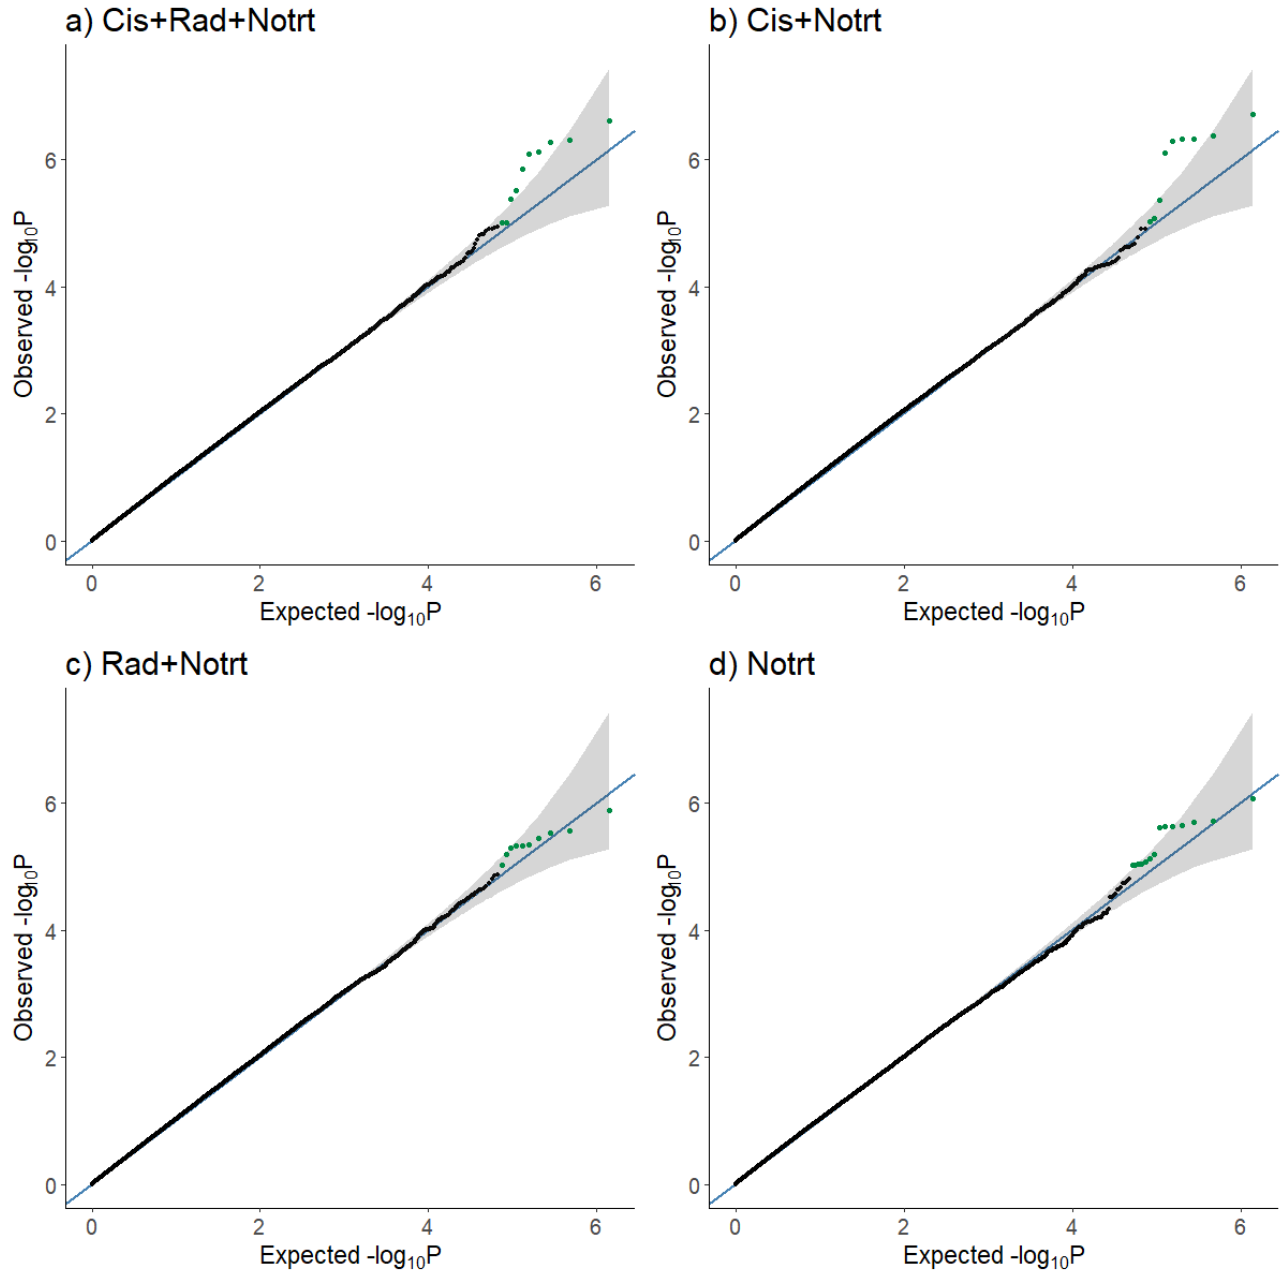 a) Cis+Rad+Notrt
Observed -log₁₀P
6
4
2
0
0 2 4 6
Expected -log₁₀P
b) Cis+Notrt
Observed -log₁₀P
6
4
2
0
0 2 4 6
Expected -log₁₀P
c) Rad+Notrt
Observed -log₁₀P
6
4
2
0
0 2 4 6
Expected -log₁₀P
d) Notrt
Observed -log₁₀P
6
4
2
0
0 2 4 6
Expected -log₁₀P